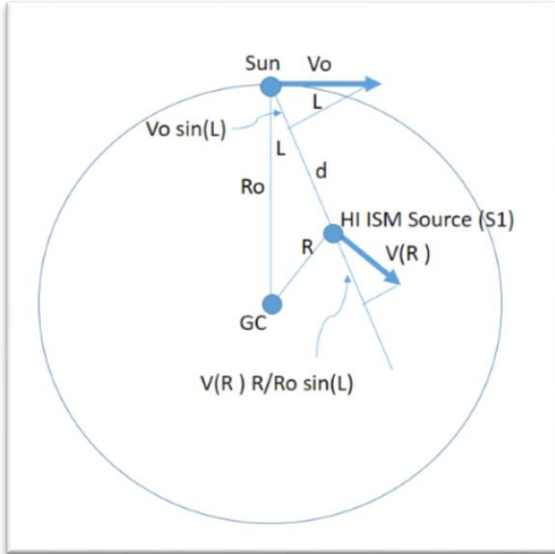 Sun
Vo
L
Vo sin(L)
L
d
Ro
HI ISM Source (S1)
R
V(R )
GC
V(R ) R/Ro sin(L)